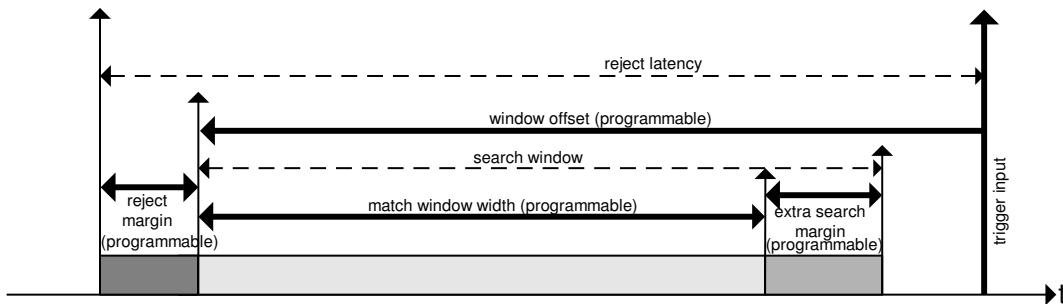 reject latency
window offset (programmable)
search window
reject
margin
(programmable)
match window width (programmable)
extra search
margin
(programmable)
trigger input
t